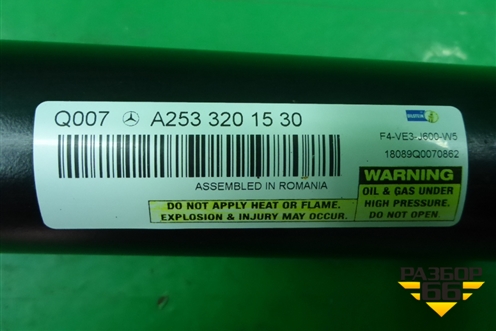 Q007 A253 320 15 30
F4-VE3-J600-W5
18089Q0070862
ASSEMBLED IN ROMANIA
DO NOT APPLY HEAT OR FLAME.
EXPLOSION & INJURY MAY OCCUR.
WARNING
OIL & GAS UNDER
HIGH PRESSURE.
DO NOT OPEN.
РАЗБОР
66